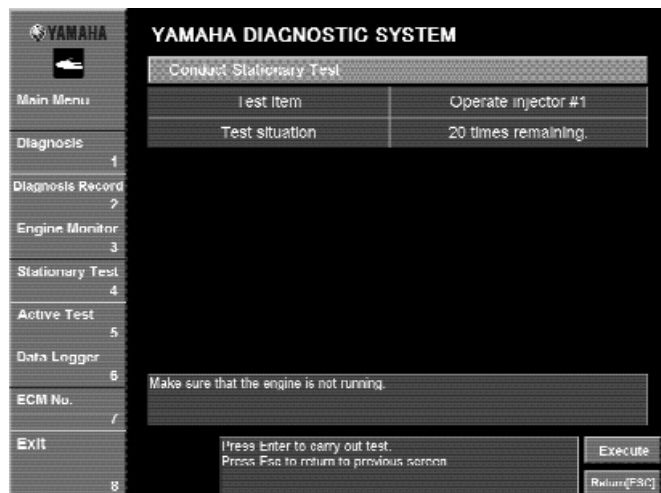 YAMAHA
YAMAHA DIAGNOSTIC SYSTEM
Conduct Stationary Test
Main Menu
Test Item
Operate injector #1
Test situation
20 times remaining.
Diagnosis
1
Diagnosis Record
2
Engine Monitor
3
Stationary Test
4
Active Test
5
Data Logger
6
ECM No.
7
Exit
8
Make sure that the engine is not running.
Press Enter to carry out test.
Press Esc to return to previous screen
Execute
Return[ESC]